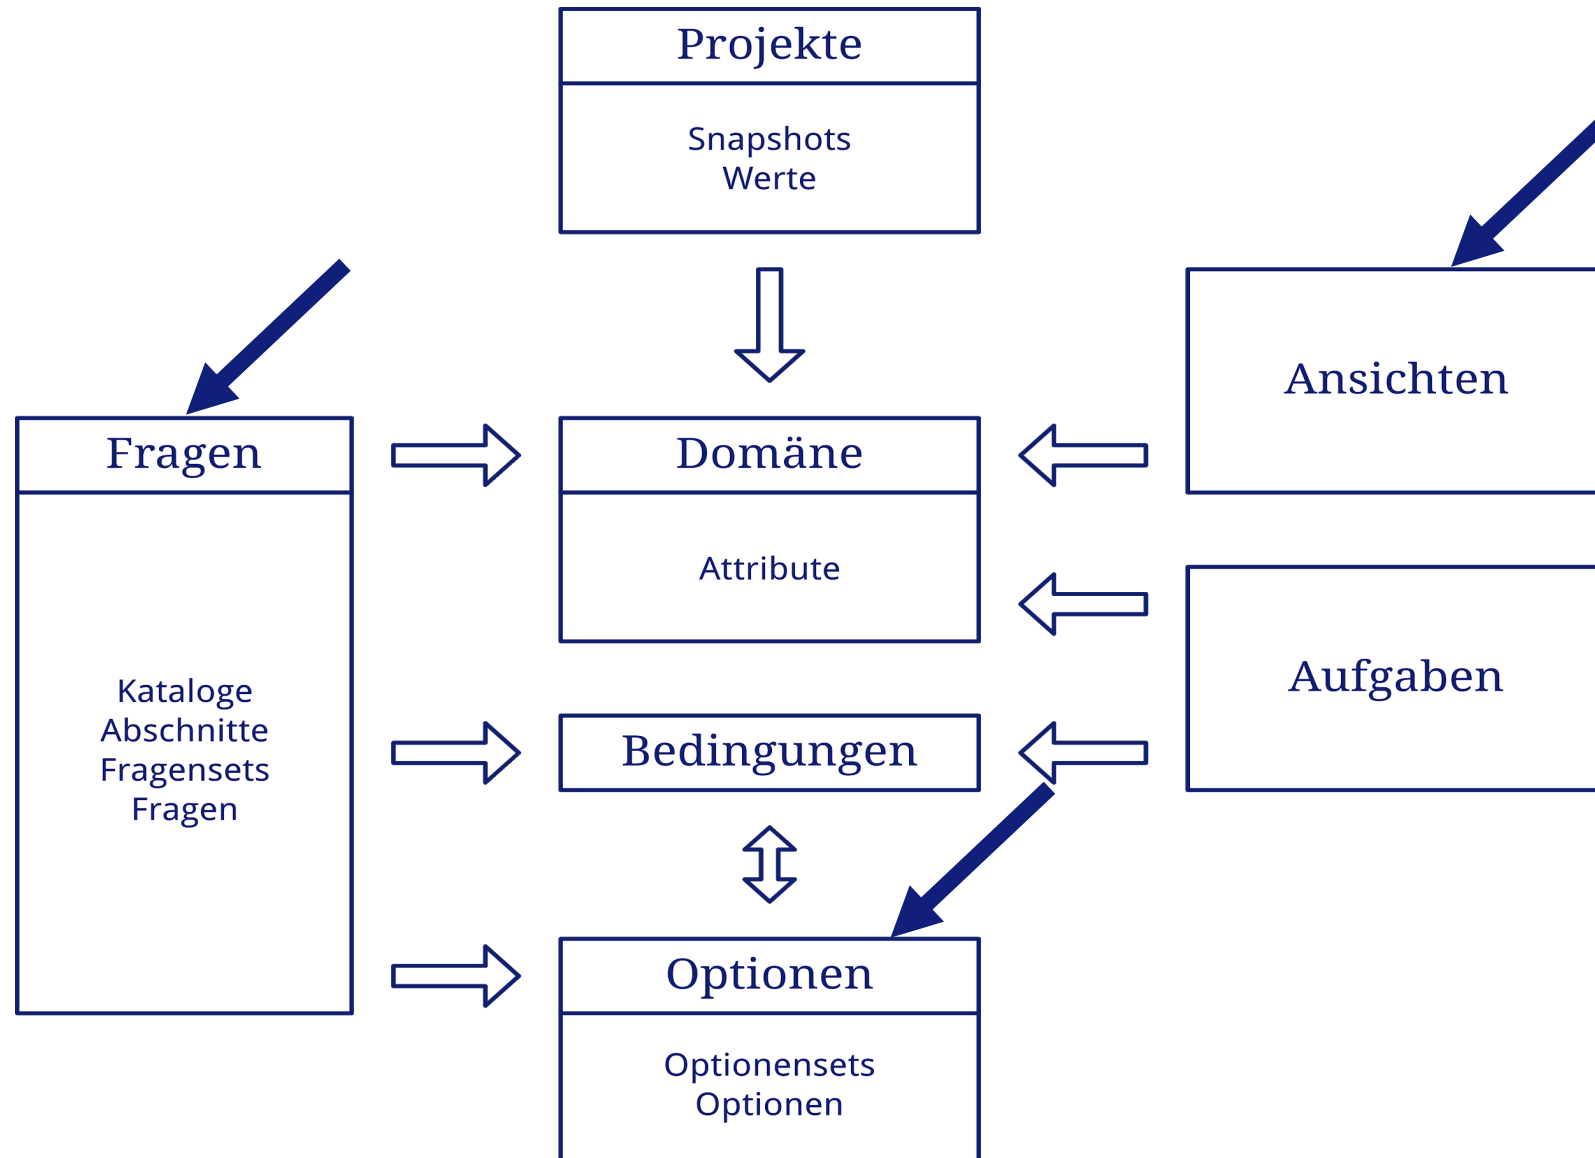 Projekte
Snapshots
Werte
Fragen
Kataloge
Abschnitte
Fragensets
Fragen
Domäne
Attribute
Bedingungen
Optionen
Optionensets
Optionen
Ansichten
Aufgaben